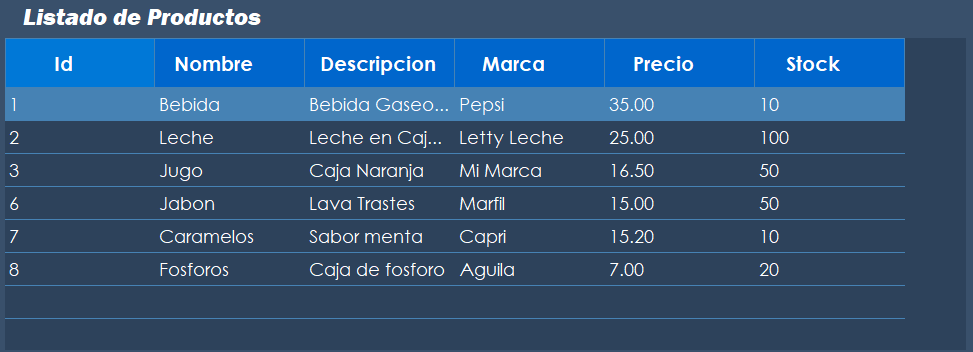 Listado de Productos
Id Nombre Descripcion Marca Precio Stock
1 Bebida Bebida Gaseo... Pepsi 35.00 10
2 Leche Leche en Caj... Letty Leche 25.00 100
3 Jugo Caja Naranja Mi Marca 16.50 50
6 Jabon Lava Trastes Marfil 15.00 50
7 Caramelos Sabor menta Capri 15.20 10
8 Fosforos Caja de fosforo Aguila 7.00 20